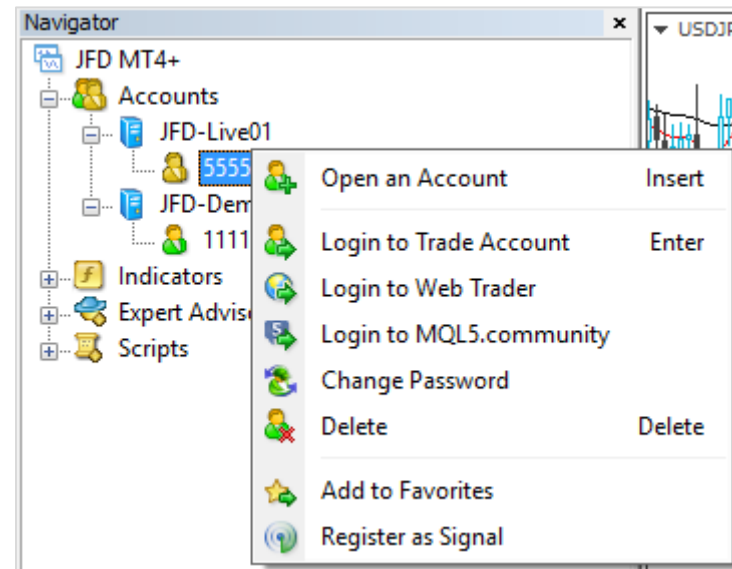 Navigator
USDJP
JFD MT4+
Accounts
JFD-Live01
5555
Open an Account Insert
JFD-Dem
1111
Login to Trade Account Enter
Indicators
Login to Web Trader
Expert Advis
Login to MQL5.community
Scripts
Change Password
Delete Delete
Add to Favorites
Register as Signal